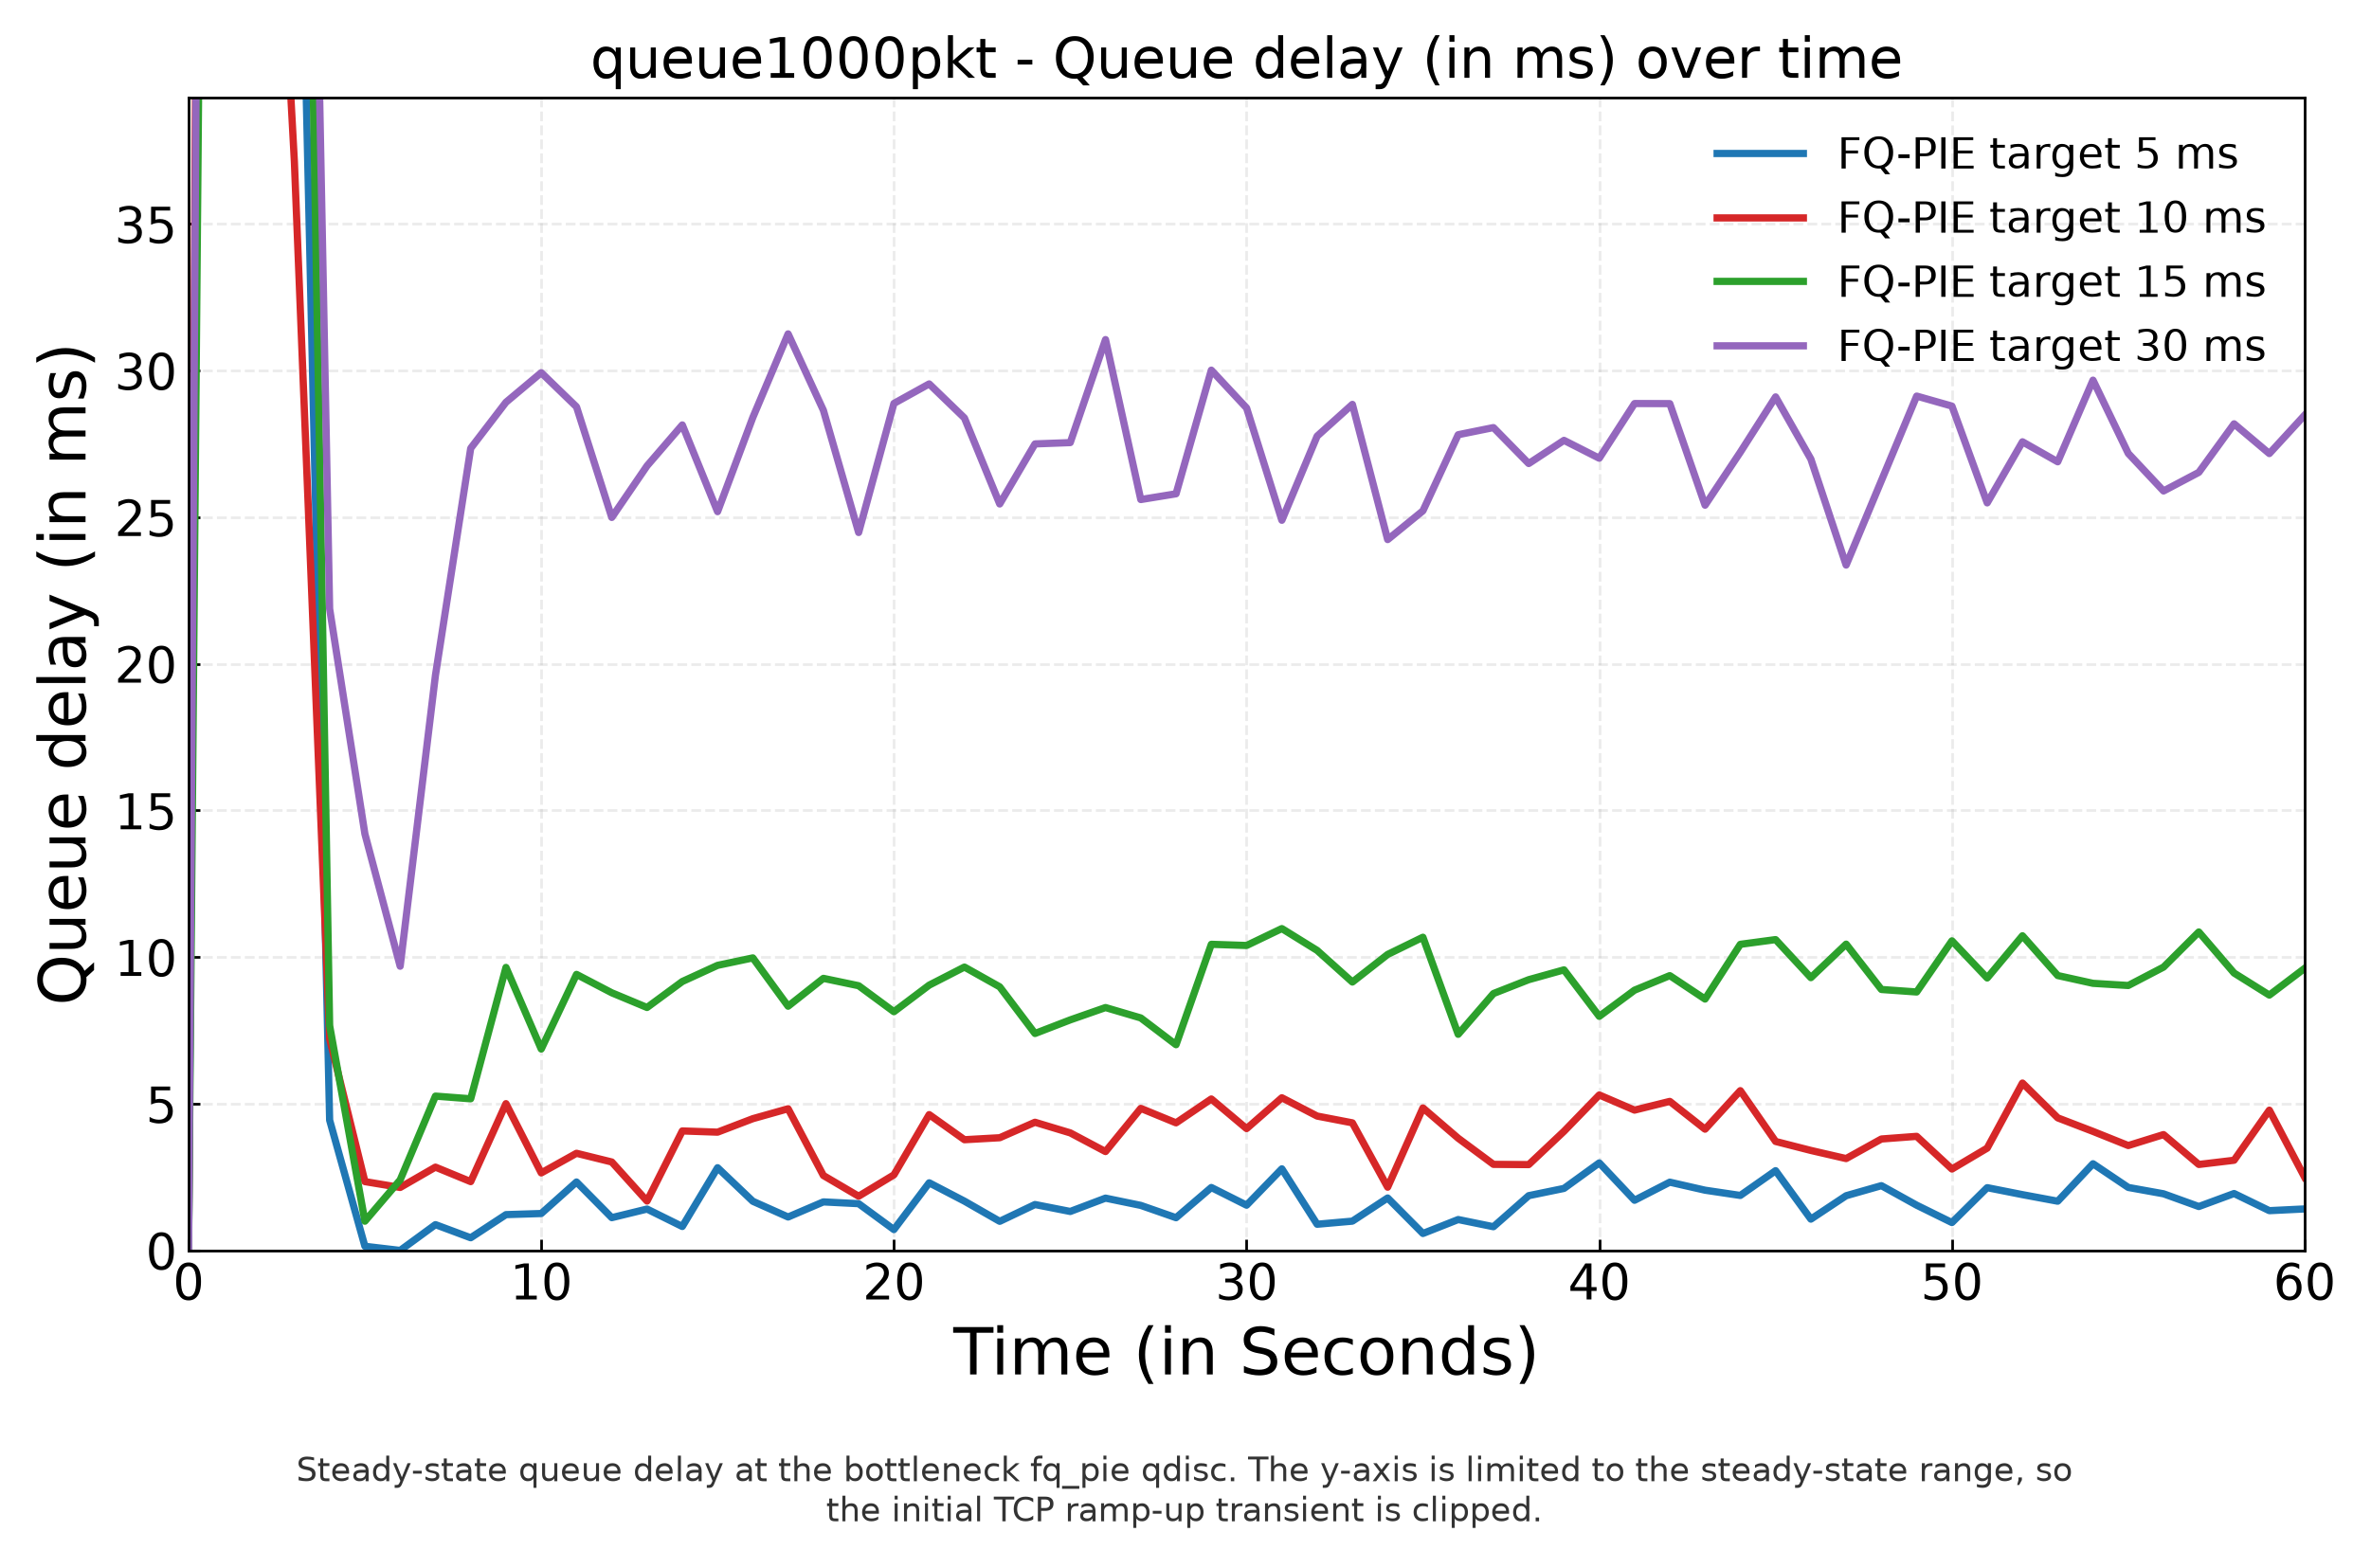 queue1000pkt - Queue delay (in ms) over time
FQ-PIE target 5 ms
FQ-PIE target 10 ms
FQ-PIE target 15 ms
FQ-PIE target 30 ms
Queue delay (in ms)
35
30
25
20
15
10
5
0
0 10 20 30 40 50 60
Time (in Seconds)
Steady-state queue delay at the bottleneck fq_pie qdisc. The y-axis is limited to the steady-state range, so
the initial TCP ramp-up transient is clipped.